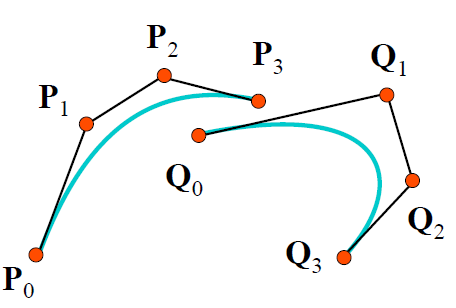 P₂
P₃
Q₁
P₁
Q₀
Q₂
Q₃
P₀